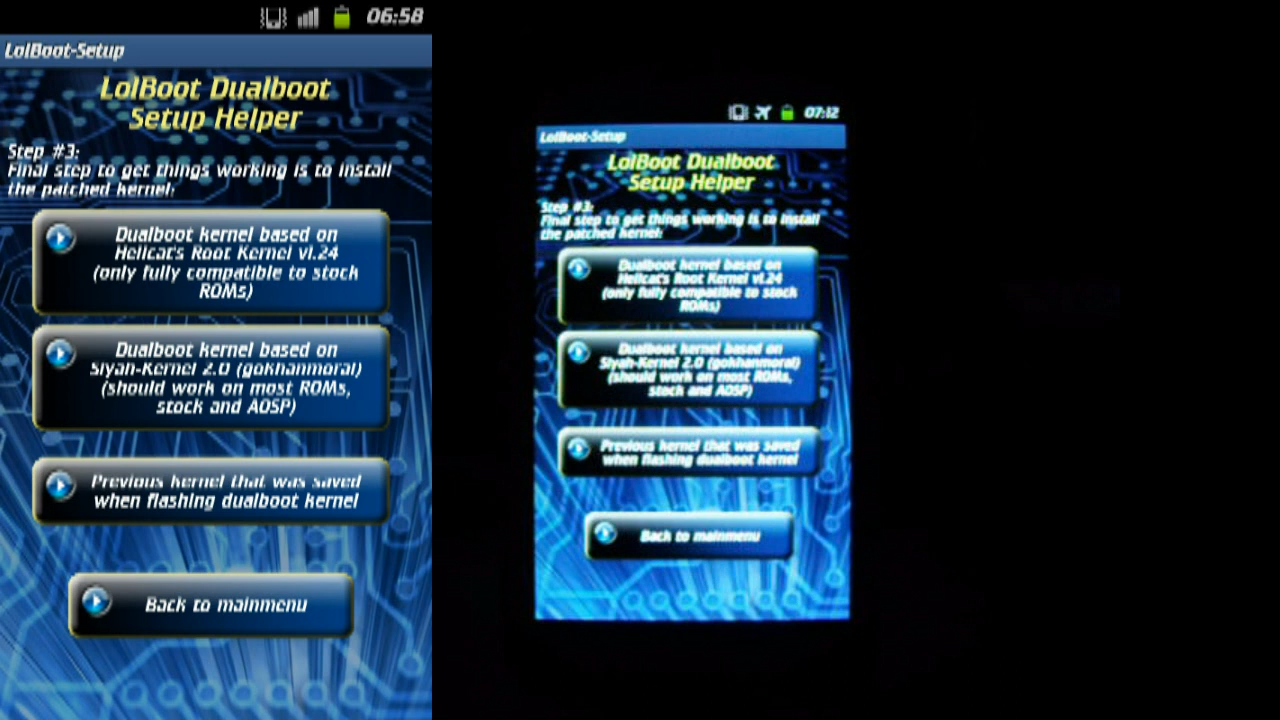 06:58
LolBoot-Setup
LolBoot Dualboot
Setup Helper
Step #3:
Final step to get things working is to install
the patched kernel:
Dualboot kernel based on
Hellcat's Root Kernel v1.24
(only fully compatible to stock
ROMs)
Dualboot kernel based on
Siyah-Kernel 2.0 (gokhanmoral)
(should work on most ROMs,
stock and AOSP)
Previous kernel that was saved
when flashing dualboot kernel
Back to mainmenu
07:12
LolBoot-Setup
LolBoot Dualboot
Setup Helper
Step #3:
Final step to get things working is to install
the patched kernel:
Dualboot kernel based on
Hellcat's Root Kernel v1.24
(only fully compatible to stock
ROMs)
Dualboot kernel based on
Siyah-Kernel 2.0 (gokhanmoral)
(should work on most ROMs,
stock and AOSP)
Previous kernel that was saved
when flashing dualboot kernel
Back to mainmenu